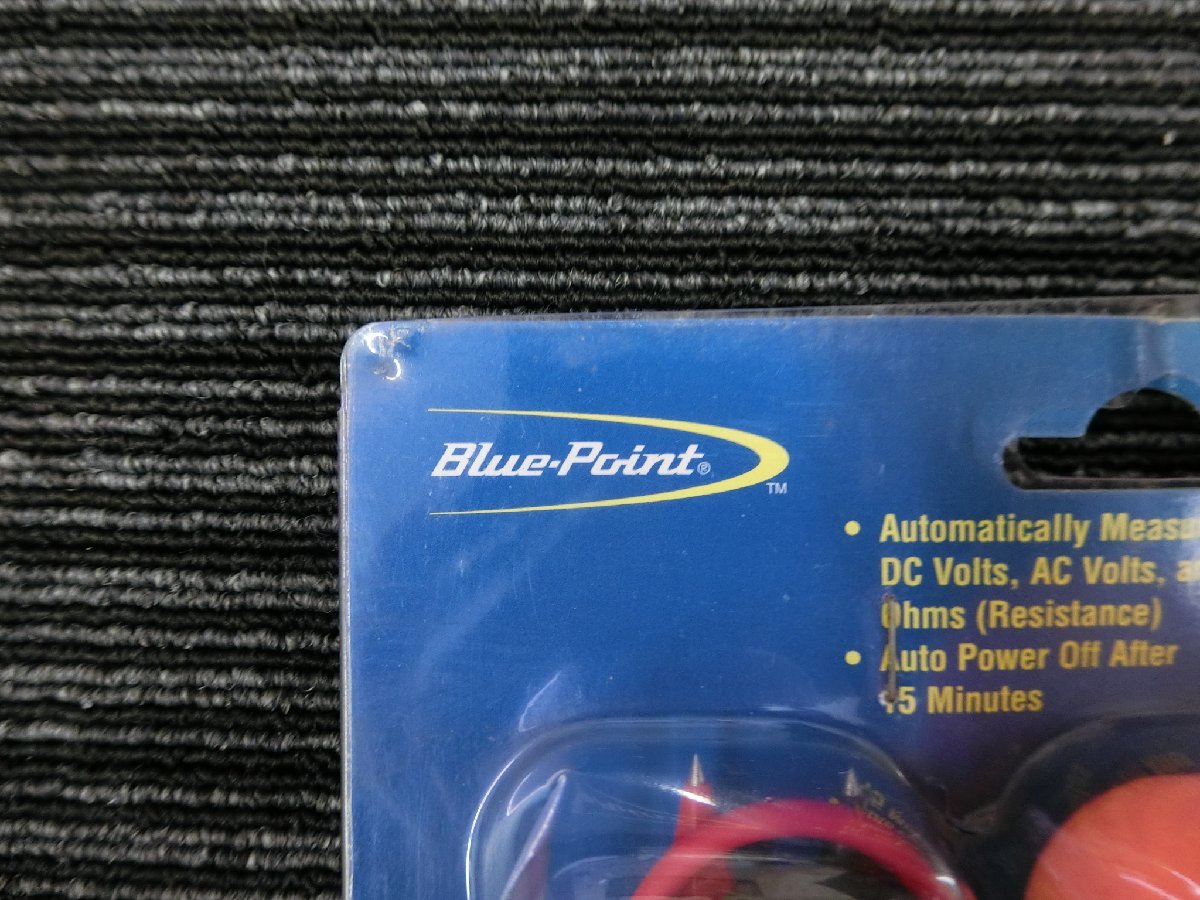 Blue-Point®
TM
• Automatically Measu
DC Volts, AC Volts, a
Ohms (Resistance)
• Auto Power Off After
15 Minutes